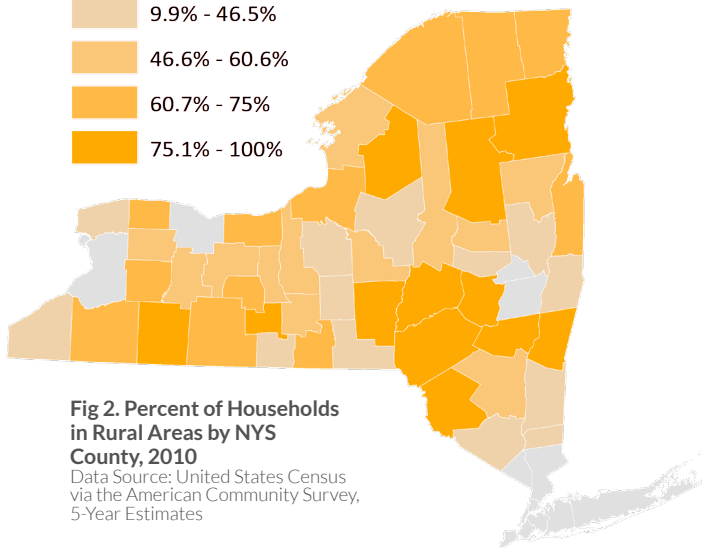 9.9% - 46.5%
46.6% - 60.6%
60.7% - 75%
75.1% - 100%
Fig 2. Percent of Households
in Rural Areas by NYS
County, 2010
Data Source: United States Census
via the American Community Survey,
5-Year Estimates